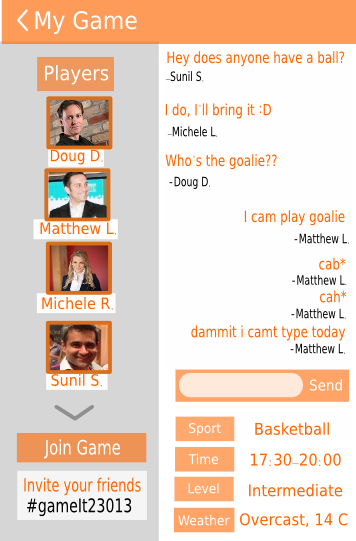 My Game
Players
Doug D.
Matthew L.
Michele R.
Sunil S.
Join Game
Invite your friends
#gameIt23013
Hey does anyone have a ball?
-Sunil S.
I do, I'll bring it :D
-Michele L.
Who's the goalie??
-Doug D.
I cam play goalie
-Matthew L.
cab*
-Matthew L.
cah*
-Matthew L.
dammit i camt type today
-Matthew L.
Send
Sport Basketball
Time 17:30-20:00
Level Intermediate
Weather Overcast, 14 C